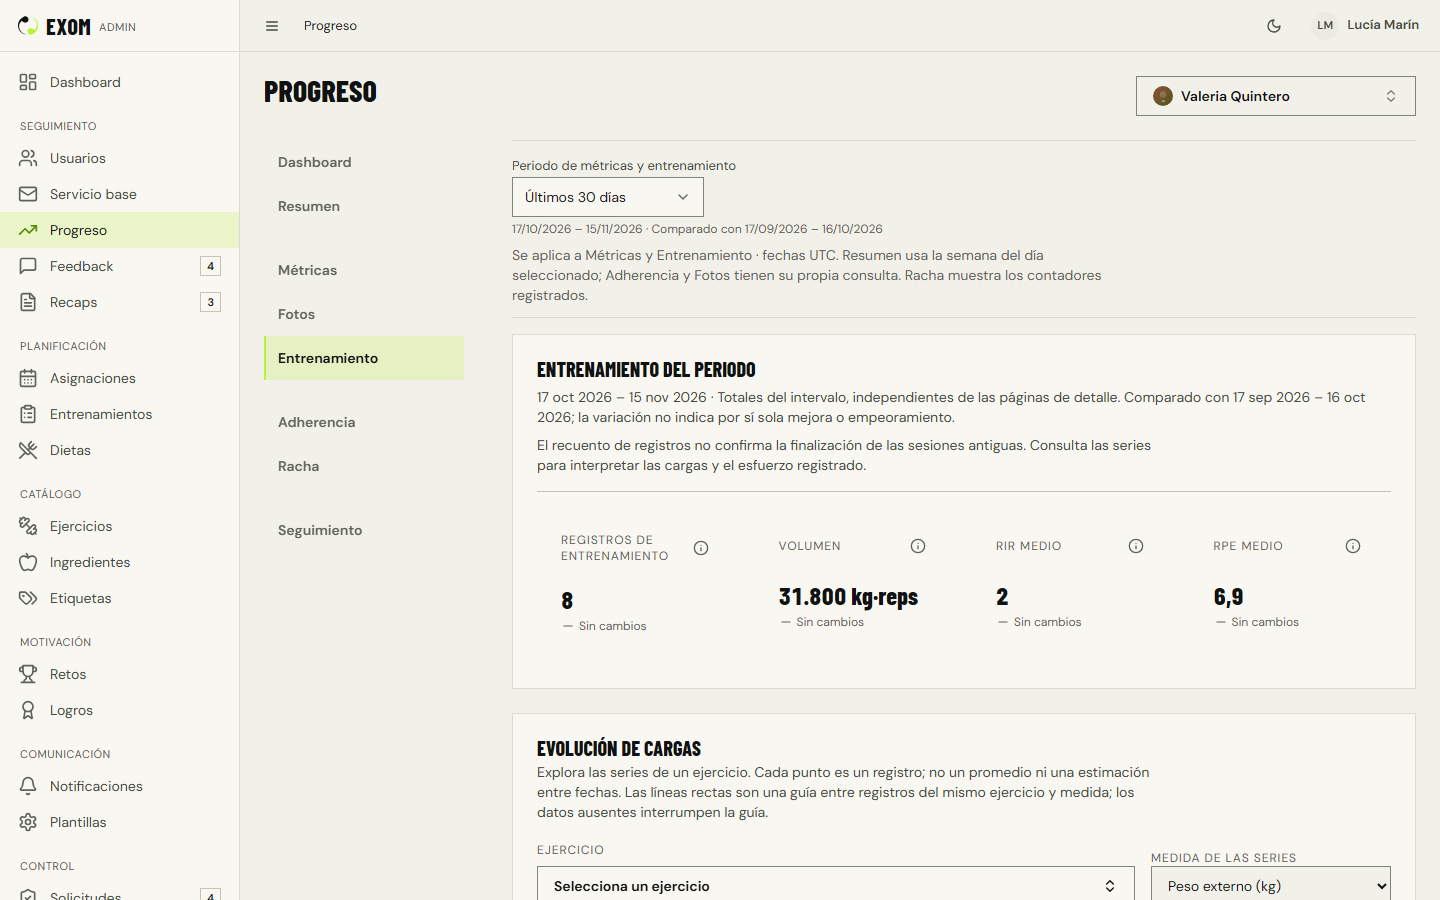 EXOM ADMIN
Progreso
LM Lucía Marín
Dashboard
SEGUIMIENTO
Usuarios
Servicio base
Progreso
Feedback 4
Recaps 3
PLANIFICACIÓN
Asignaciones
Entrenamientos
Dietas
CATÁLOGO
Ejercicios
Ingredientes
Etiquetas
MOTIVACIÓN
Retos
Logros
COMUNICACIÓN
Notificaciones
Plantillas
CONTROL
Solicitudes 4
PROGRESO
Valeria Quintero
Dashboard
Resumen
Métricas
Fotos
Entrenamiento
Adherencia
Racha
Seguimiento
Periodo de métricas y entrenamiento
Últimos 30 días
17/10/2026 – 15/11/2026 · Comparado con 17/09/2026 – 16/10/2026
Se aplica a Métricas y Entrenamiento · fechas UTC. Resumen usa la semana del día
seleccionado; Adherencia y Fotos tienen su propia consulta. Racha muestra los contadores
registrados.
ENTRENAMIENTO DEL PERIODO
17 oct 2026 – 15 nov 2026 · Totales del intervalo, independientes de las páginas de detalle. Comparado con 17 sep 2026 – 16 oct
2026; la variación no indica por sí sola mejora o empeoramiento.
El recuento de registros no confirma la finalización de las sesiones antiguas. Consulta las series
para interpretar las cargas y el esfuerzo registrado.
REGISTROS DE
ENTRENAMIENTO
8
— Sin cambios
VOLUMEN
31.800 kg·reps
— Sin cambios
RIR MEDIO
2
— Sin cambios
RPE MEDIO
6,9
— Sin cambios
EVOLUCIÓN DE CARGAS
Explora las series de un ejercicio. Cada punto es un registro; no un promedio ni una estimación
entre fechas. Las líneas rectas son una guía entre registros del mismo ejercicio y medida; los
datos ausentes interrumpen la guía.
EJERCICIO
Selecciona un ejercicio
MEDIDA DE LAS SERIES
Peso externo (kg)